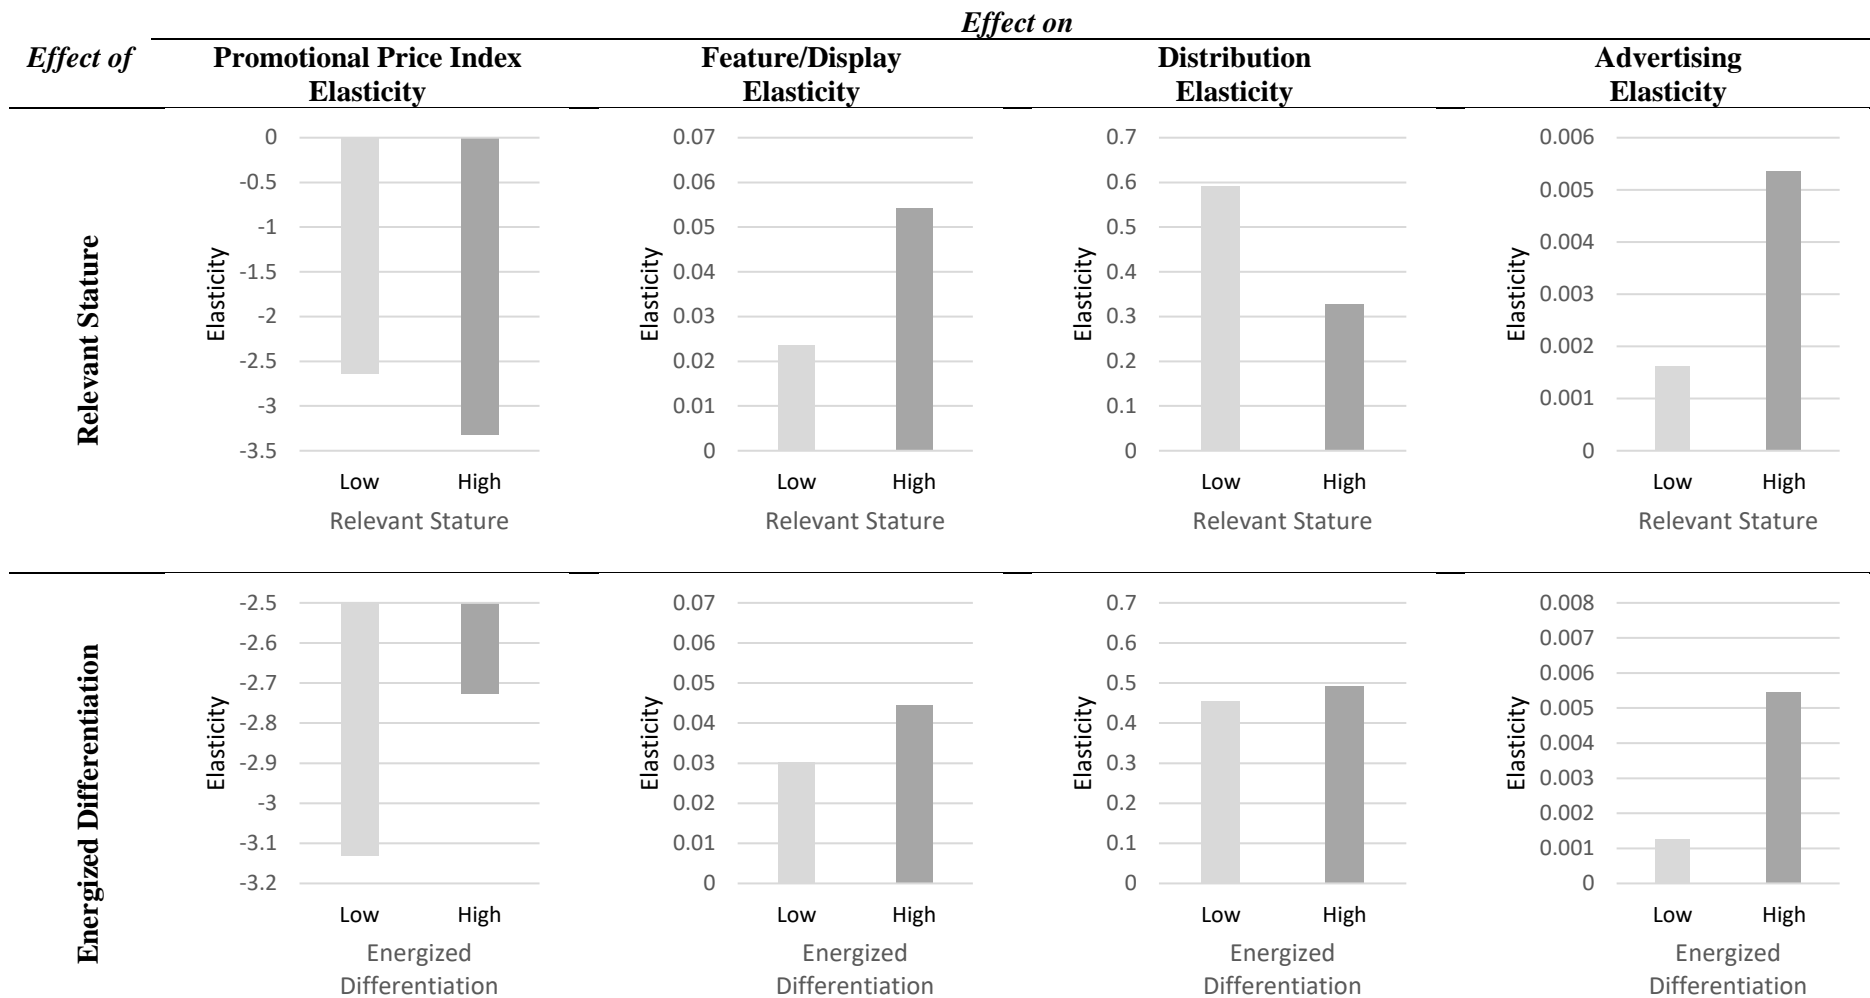 Effect on
Effect of
Promotional Price Index
Elasticity
Feature/Display
Elasticity
Distribution
Elasticity
Advertising
Elasticity
Relevant Stature
Elasticity
0
-0.5
-1
-1.5
-2
-2.5
-3
-3.5
Low High
Relevant Stature
Elasticity
0.07
0.06
0.05
0.04
0.03
0.02
0.01
0
Low High
Relevant Stature
Elasticity
0.7
0.6
0.5
0.4
0.3
0.2
0.1
0
Low High
Relevant Stature
Elasticity
0.006
0.005
0.004
0.003
0.002
0.001
0
Low High
Relevant Stature
Energized Differentiation
Elasticity
-2.5
-2.6
-2.7
-2.8
-2.9
-3
-3.1
-3.2
Low High
Energized
Differentiation
Elasticity
0.07
0.06
0.05
0.04
0.03
0.02
0.01
0
Low High
Energized
Differentiation
Elasticity
0.7
0.6
0.5
0.4
0.3
0.2
0.1
0
Low High
Energized
Differentiation
Elasticity
0.008
0.007
0.006
0.005
0.004
0.003
0.002
0.001
0
Low High
Energized
Differentiation